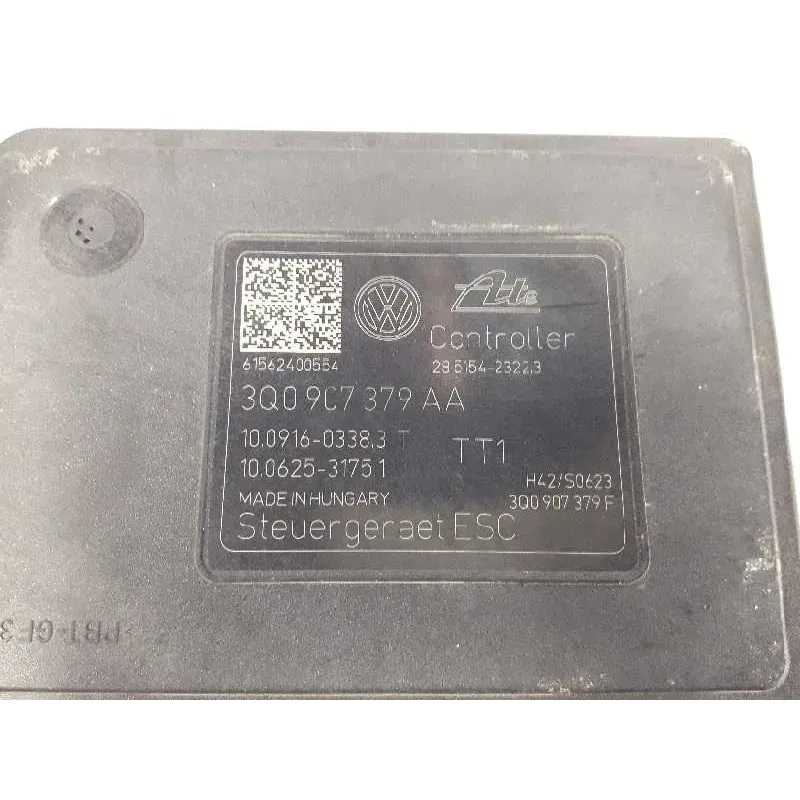 VW
Ate
Controller
61562400554
28.5154-2322.3
3Q0 907 379 AA
10.0916-0338.3 T
TT1
10.0625-3175 1
H42/S0623
MADE IN HUNGARY
3Q0 907 379 F
Steuergeraet ESC
>PBT-GF3